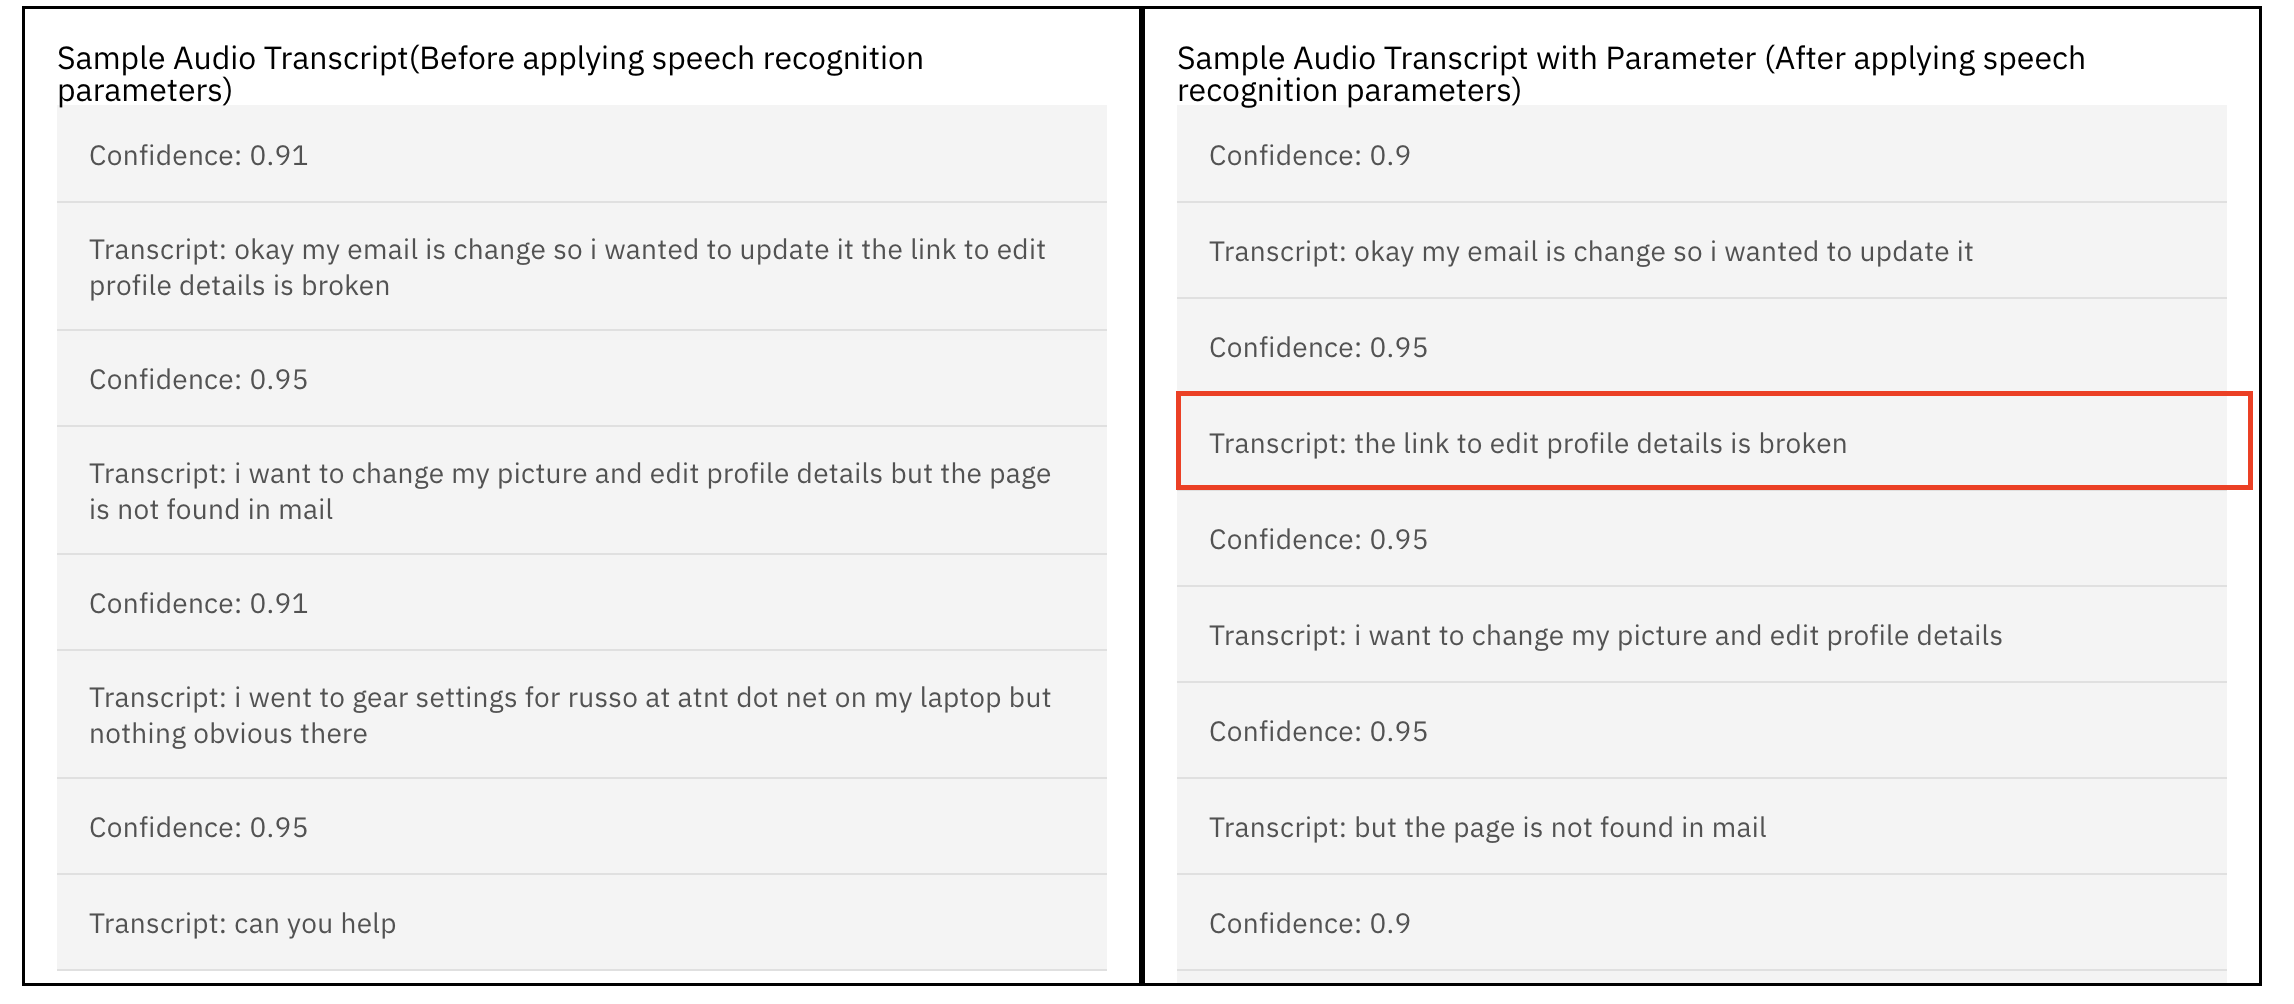 Sample Audio Transcript(Before applying speech recognition
parameters)
Confidence: 0.91
Transcript: okay my email is change so i wanted to update it the link to edit
profile details is broken
Confidence: 0.95
Transcript: i want to change my picture and edit profile details but the page
is not found in mail
Confidence: 0.91
Transcript: i went to gear settings for russo at atnt dot net on my laptop but
nothing obvious there
Confidence: 0.95
Transcript: can you help
Sample Audio Transcript with Parameter (After applying speech
recognition parameters)
Confidence: 0.9
Transcript: okay my email is change so i wanted to update it
Confidence: 0.95
Transcript: the link to edit profile details is broken
Confidence: 0.95
Transcript: i want to change my picture and edit profile details
Confidence: 0.95
Transcript: but the page is not found in mail
Confidence: 0.9